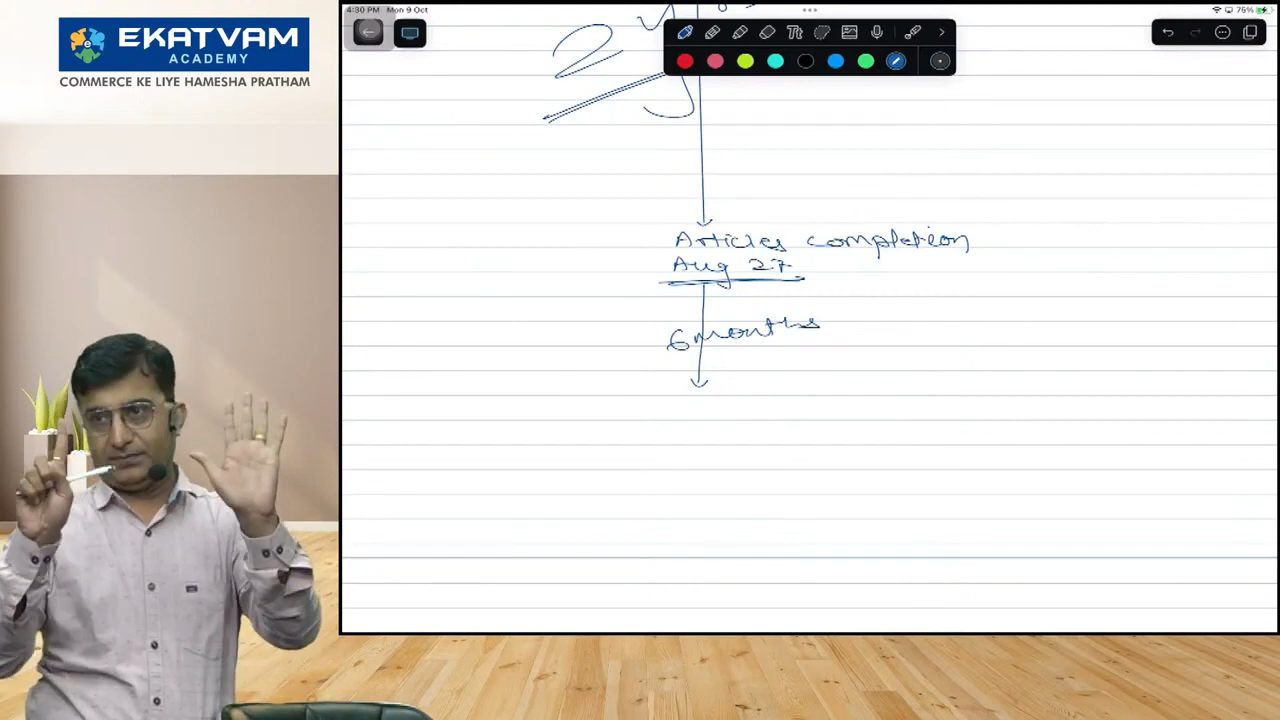 EKATVAM
ACADEMY
COMMERCE KE LIYE HAMESHA PRATHAM
4:30 PM Mon 9 Oct
75%
2 y
Articles completion
Aug 27
6 months